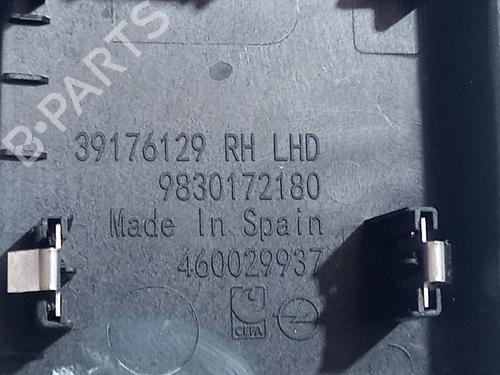 B-PARTS
39176129 RH LHD
9830172180
Made In Spain
460029937
CEFA